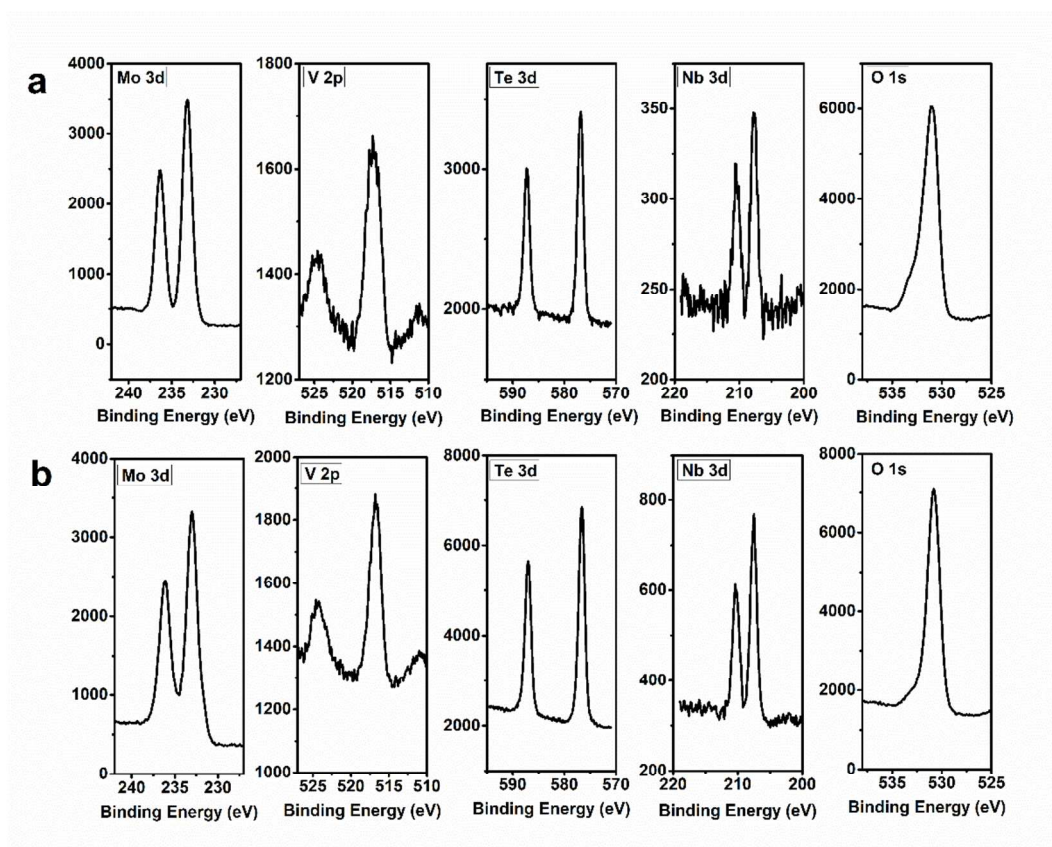 a
Mo 3d
V 2p
Te 3d
Nb 3d
O 1s
4000
3000
2000
1000
0
1800
1600
1400
1200
3000
2000
350
300
250
200
6000
4000
2000
0
240 235 230
525 520 515 510
590 580 570
220 210 200
535 530 525
Binding Energy (eV)
Binding Energy (eV)
Binding Energy (eV)
Binding Energy (eV)
Binding Energy (eV)
b
Mo 3d
V 2p
Te 3d
Nb 3d
O 1s
4000
3000
2000
1000
0
2000
1800
1600
1400
1200
1000
8000
6000
4000
2000
800
600
400
200
8000
6000
4000
2000
0
240 235 230
525 520 515 510
590 580 570
220 210 200
535 530 525
Binding Energy (eV)
Binding Energy (eV)
Binding Energy (eV)
Binding Energy (eV)
Binding Energy (eV)